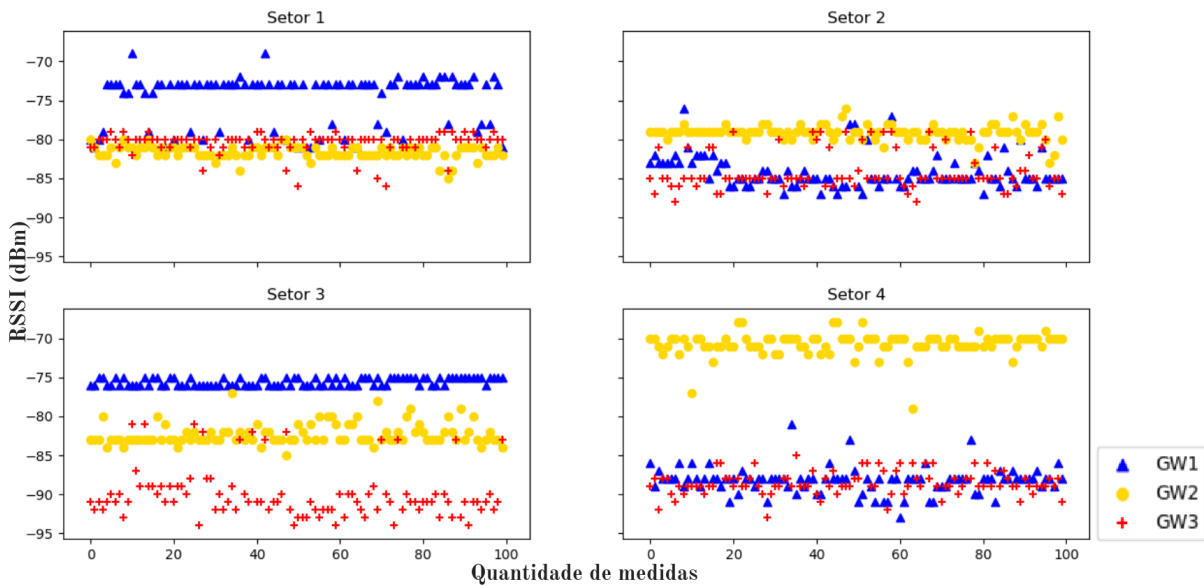 Setor 1
Setor 2
−70
−75
−80
−85
−90
−95
RSSI (dBm)
Setor 3
Setor 4
−70
−75
−80
−85
−90
−95
0 20 40 60 80 100
0 20 40 60 80 100
Quantidade de medidas
GW1
GW2
GW3